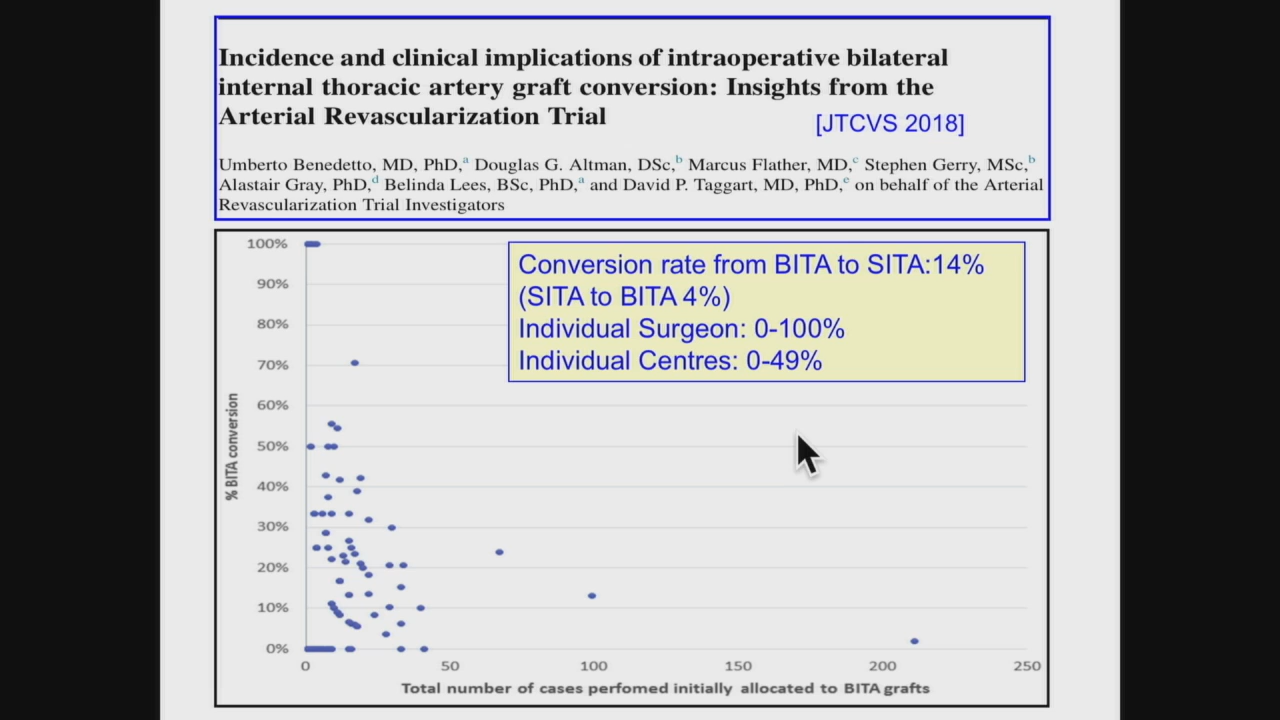 Incidence and clinical implications of intraoperative bilateral
internal thoracic artery graft conversion: Insights from the
Arterial Revascularization Trial
[JTCVS 2018]
Umberto Benedetto, MD, PhD,a Douglas G. Altman, DSc,b Marcus Flather, MD,c Stephen Gerry, MSc,b
Alastair Gray, PhD,d Belinda Lees, BSc, PhD,a and David P. Taggart, MD, PhD,e on behalf of the Arterial
Revascularization Trial Investigators
Conversion rate from BITA to SITA:14%
(SITA to BITA 4%)
Individual Surgeon: 0-100%
Individual Centres: 0-49%
% BITA conversion
100%
90%
80%
70%
60%
50%
40%
30%
20%
10%
0%
0 50 100 150 200 250
Total number of cases perfomed initially allocated to BITA grafts